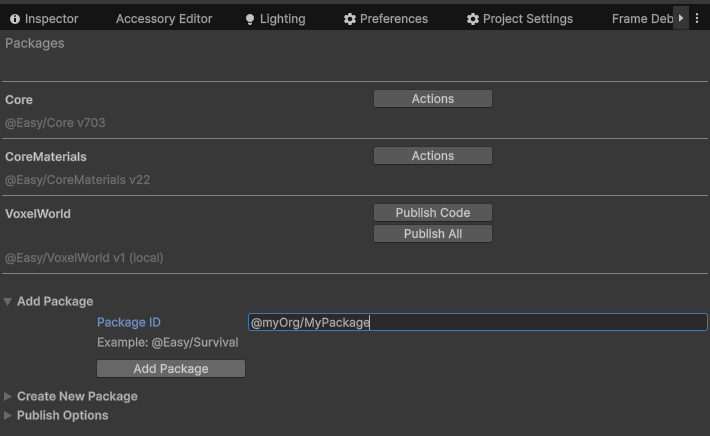 Inspector Accessory Editor Lighting Preferences Project Settings Frame Deb
Packages
Core Actions
@Easy/Core v703
CoreMaterials Actions
@Easy/CoreMaterials v22
VoxelWorld Publish Code
Publish All
@Easy/VoxelWorld v1 (local)
Add Package
Package ID @myOrg/MyPackage
Example: @Easy/Survival
Add Package
Create New Package
Publish Options